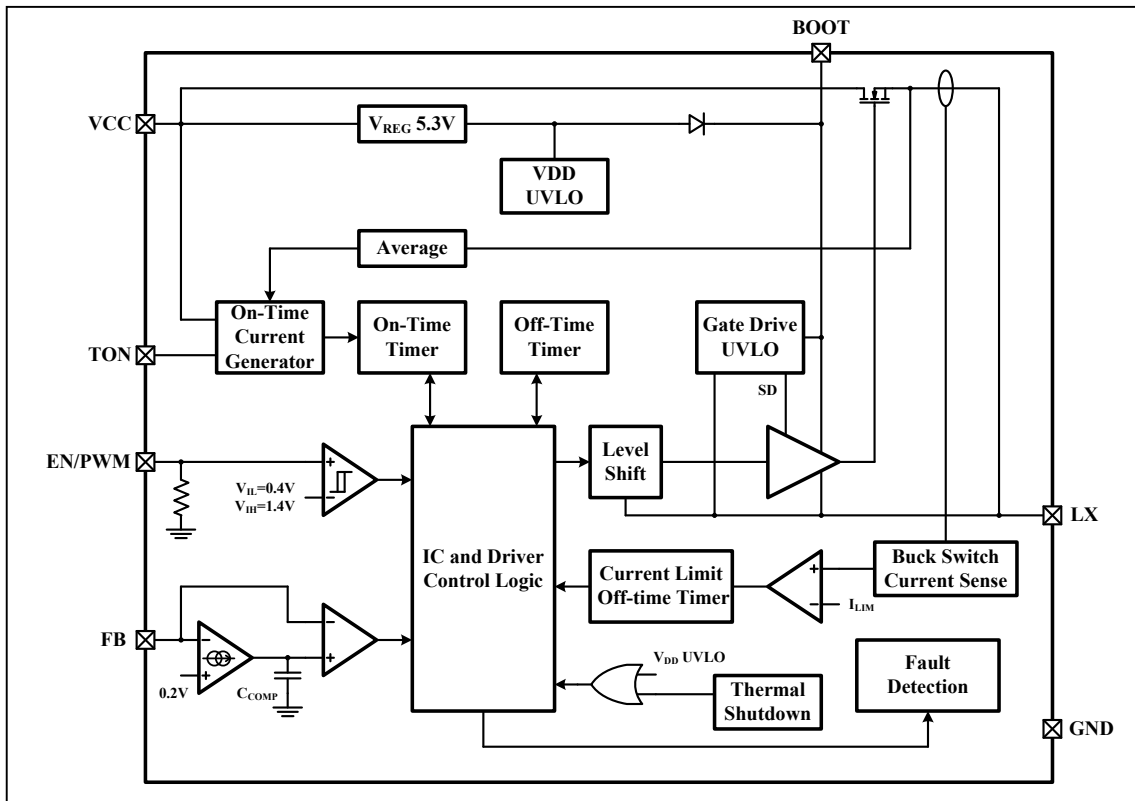 BOOT
VCC
VREG 5.3V
VDD
UVLO
Average
On-Time
Current
Generator
On-Time
Timer
Off-Time
Timer
Gate Drive
UVLO
TON
SD
EN/PWM
VIL=0.4V
VIH=1.4V
Level
Shift
LX
IC and Driver
Control Logic
Current Limit
Off-time Timer
Buck Switch
Current Sense
ILIM
FB
0.2V
CCOMP
VDD UVLO
Thermal
Shutdown
Fault
Detection
GND
+
−
−
+
−
+
+
−